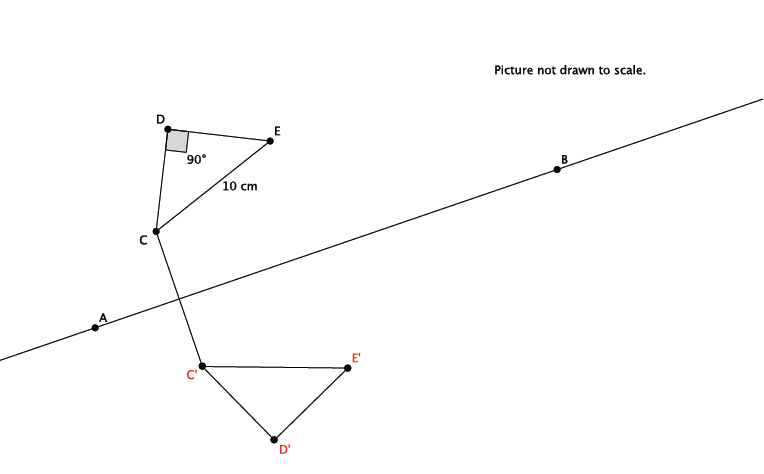 Picture not drawn to scale.
D
E
90°
B
10 cm
C
A
E'
C'
D'